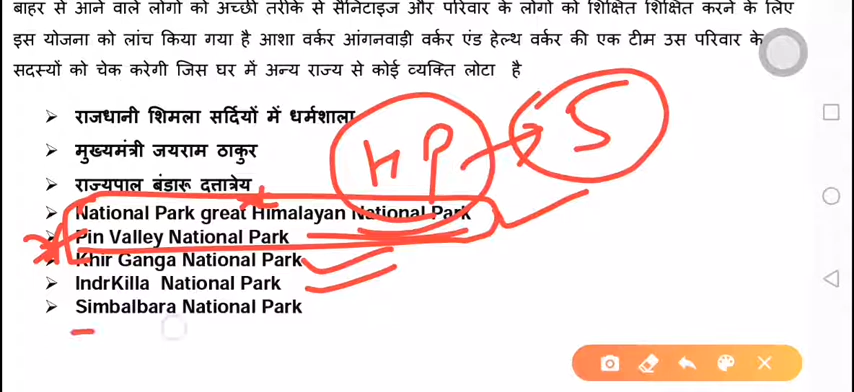 बाहर से आने वाले लोगों को अच्छी तरीके से सैनिटाइज और परिवार के लोगों को शिक्षित शिक्षित करने के लिए
इस योजना को लांच किया गया है आशा वर्कर आंगनवाड़ी वर्कर एंड हेल्थ वर्कर की एक टीम उस परिवार के
सदस्यों को चेक करेगी जिस घर में अन्य राज्य से कोई व्यक्ति लोटा है
राजधानी शिमला सर्दियों में धर्मशाला
मुख्यमंत्री जयराम ठाकुर
राज्यपाल बंडारू दत्तात्रेय
National Park great Himalayan National Park
Pin Valley National Park
Khir Ganga National Park
IndrKilla National Park
Simbalbara National Park
HP
5